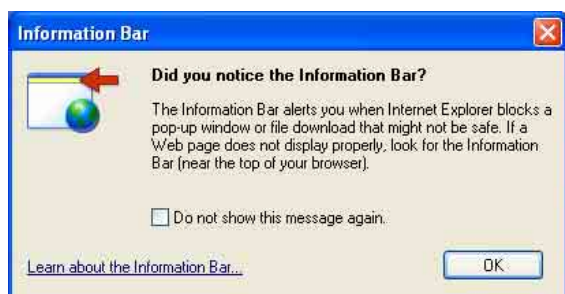 Information Bar
Did you notice the Information Bar?
The Information Bar alerts you when Internet Explorer blocks a
pop-up window or file download that might not be safe. If a
Web page does not display properly, look for the Information
Bar (near the top of your browser).
Do not show this message again.
Learn about the Information Bar...
OK